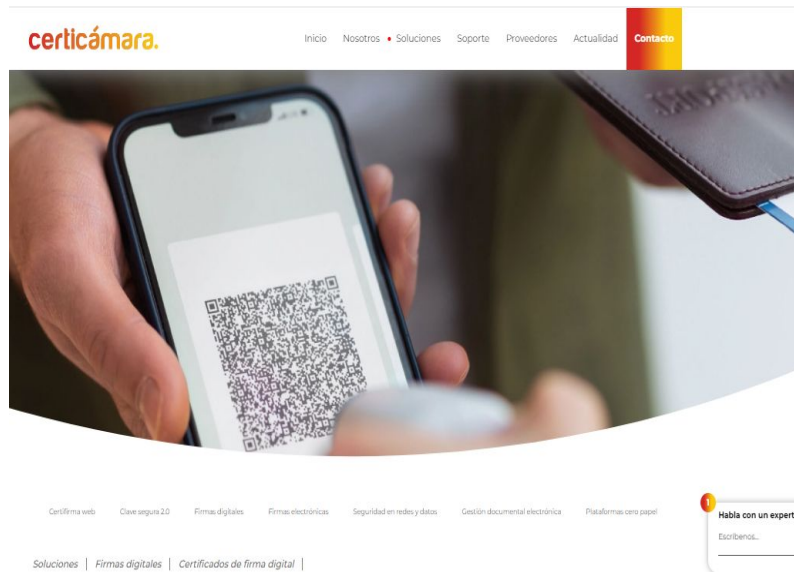 certicámara.
Inicio Nosotros Soluciones Soporte Proveedores Actualidad Contacto
Certifirma web Clave segura 2.0 Firmas digitales Firmas electrónicas Seguridad en redes y datos Gestión documental electrónica Plataformas cero papel
1
Habla con un expert
Escríbenos...
Soluciones | Firmas digitales | Certificados de firma digital |